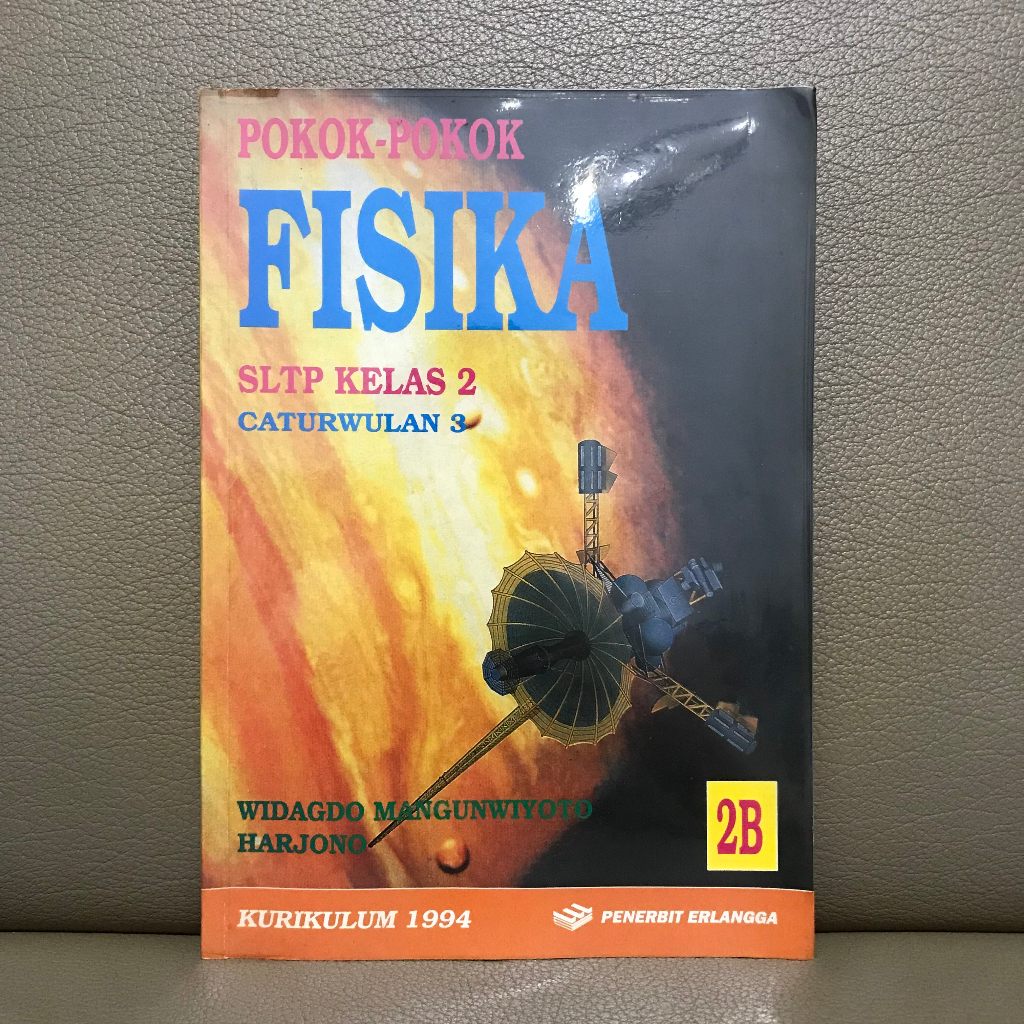 POKOK-POKOK
FISIKA
SLTP KELAS 2
CATURWULAN 3
WIDAGDO MANGUNWIYOTO
HARJONO
2B
KURIKULUM 1994
PENERBIT ERLANGGA